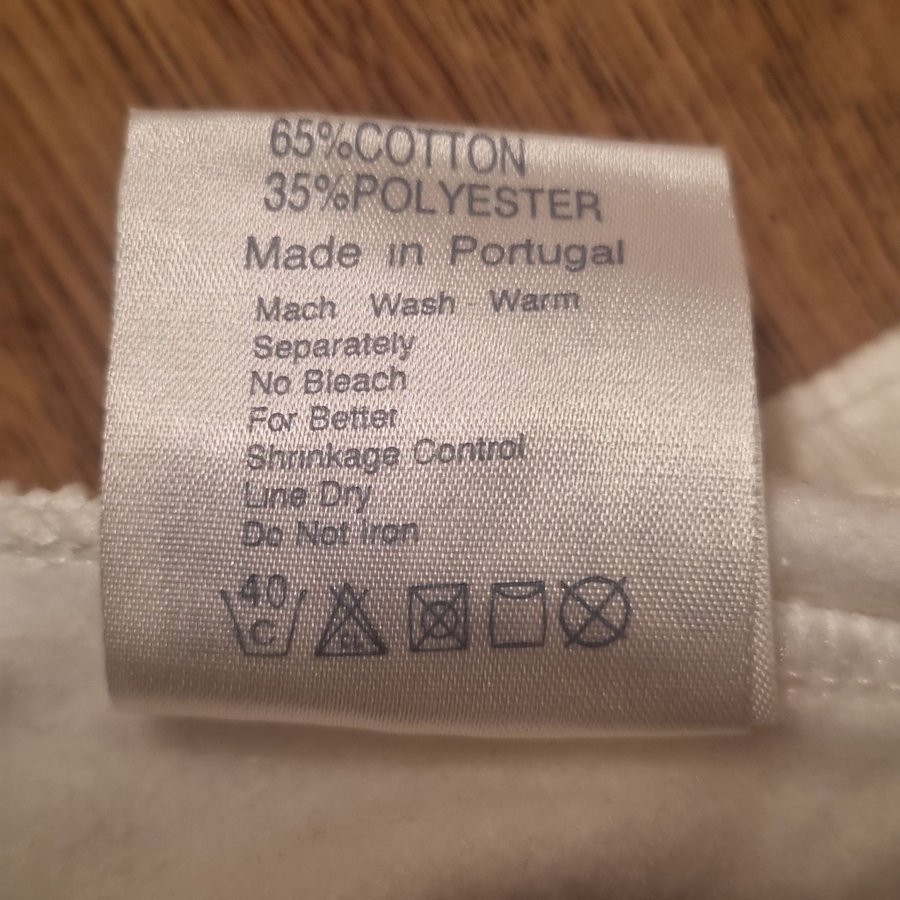 65%COTTON
35%POLYESTER
Made in Portugal
Mach Wash Warm
Separately
No Bleach
For Better
Shrinkage Control
Line Dry
Do Not Iron
40
C
CL